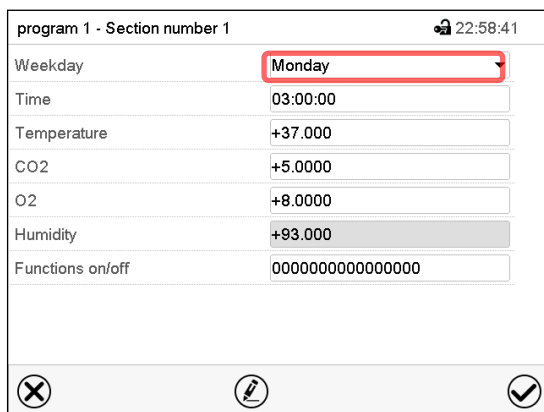 program 1 - Section number 1 22:58:41
Weekday Monday
Time 03:00:00
Temperature +37.000
CO2 +5.0000
O2 +8.0000
Humidity +93.000
Functions on/off 0000000000000000